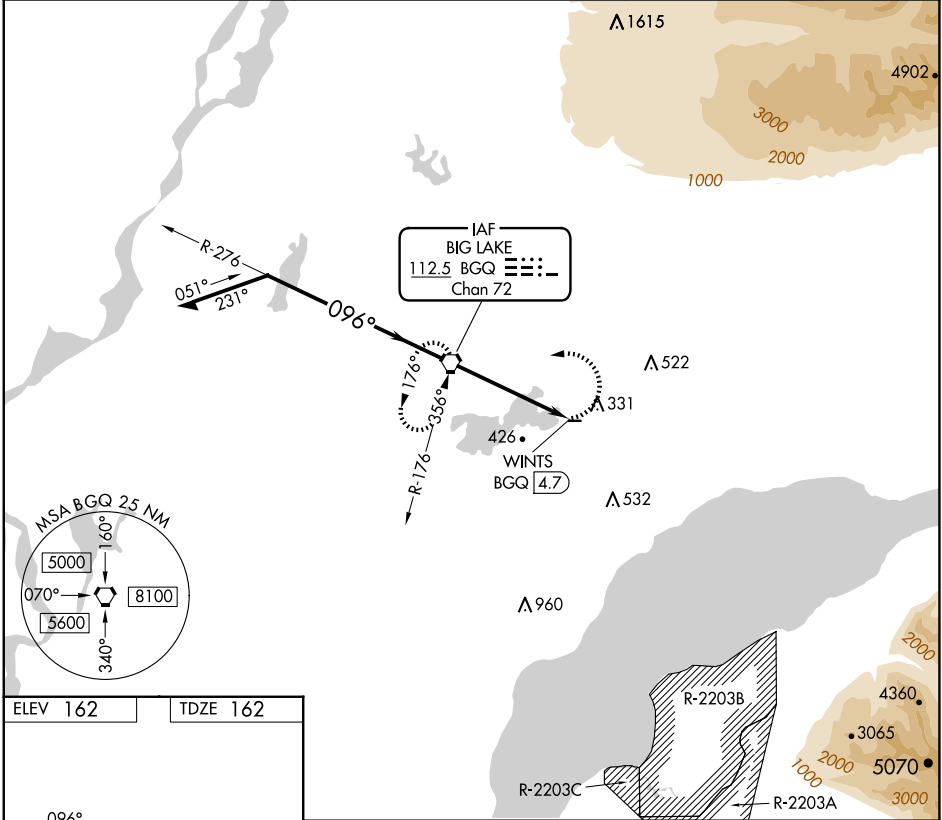 1615
4902
3000
2000
1000
IAF
BIG LAKE
112.5 BGQ
Chan 72
R-276
051°
231°
096°
176°
356°
R-176
522
331
426
WINTS
BGQ 4.7
532
960
MSA BGQ 25 NM
160°
5000
070°
8100
5600
340°
2000
R-2203B
4360
3065
5070
1000
2000
3000
R-2203C
R-2203A
ELEV 162
TDZE 162
096°